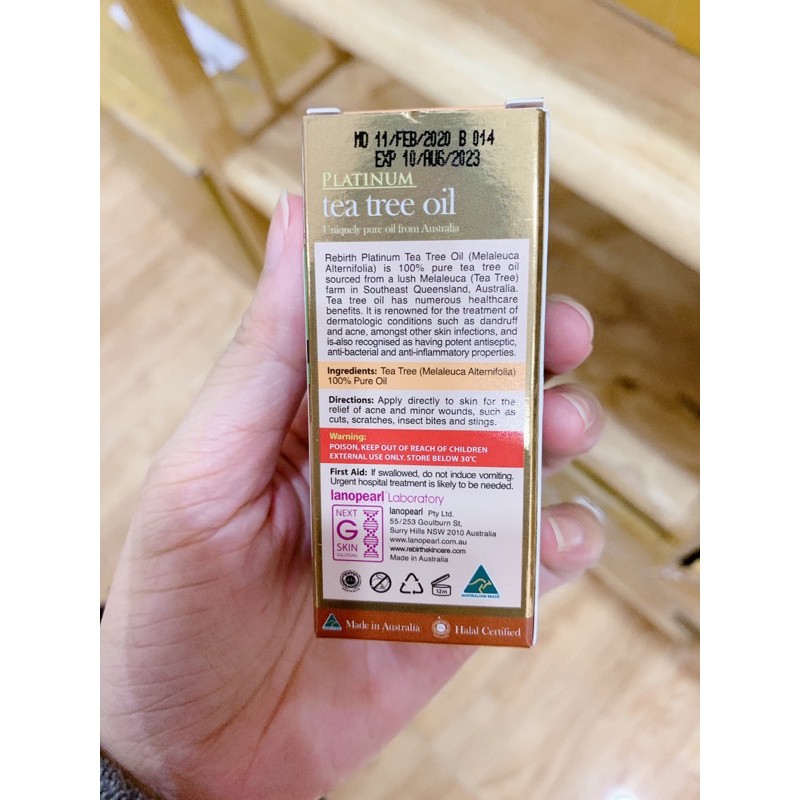 MD 11/FEB/2020 B 014
EXP 10/AUG/2023
PLATINUM
tea tree oil
Uniquely pure oil from Australia
Rebirth Platinum Tea Tree Oil (Melaleuca
Alternifolia) is 100% pure tea tree oil
sourced from a lush Melaleuca (Tea Tree)
farm in Southeast Queensland, Australia.
Tea tree oil has numerous healthcare
benefits. It is renowned for the treatment of
dermatologic conditions such as dandruff
and acne, amongst other skin infections, and
is also recognised as having potent antiseptic,
anti-bacterial and anti-inflammatory properties.
Ingredients: Tea Tree (Melaleuca Alternifolia)
100% Pure Oil
Directions: Apply directly to skin for the
relief of acne and minor wounds, such as
cuts, scratches, insect bites and stings.
Warning:
POISON, KEEP OUT OF REACH OF CHILDREN
EXTERNAL USE ONLY. STORE BELOW 30℃
First Aid: If swallowed, do not induce vomiting.
Urgent hospital treatment is likely to be needed.
lanopearl Laboratory
NEXT
G
SKIN
SOLUTION
lanopearl Pty Ltd.
55/253 Goulburn St,
Surry Hills NSW 2010 Australia
www.lanopearl.com.au
www.rebirthskincare.com
Made in Australia
12m
AUSTRALIAN MADE
Made in Australia
Halal Certified